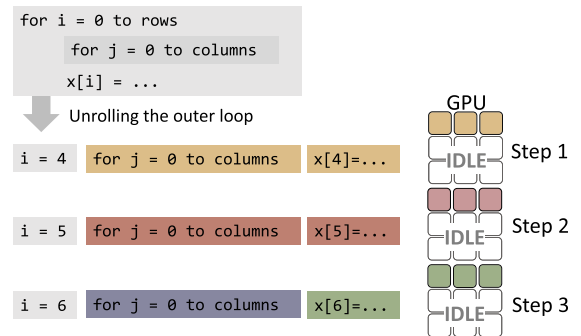 for i = 0 to rows
for j = 0 to columns
x[i] = ...
Unrolling the outer loop
GPU
i = 4 for j = 0 to columns x[4]=... IDLE Step 1
i = 5 for j = 0 to columns x[5]=... IDLE Step 2
i = 6 for j = 0 to columns x[6]=... IDLE Step 3